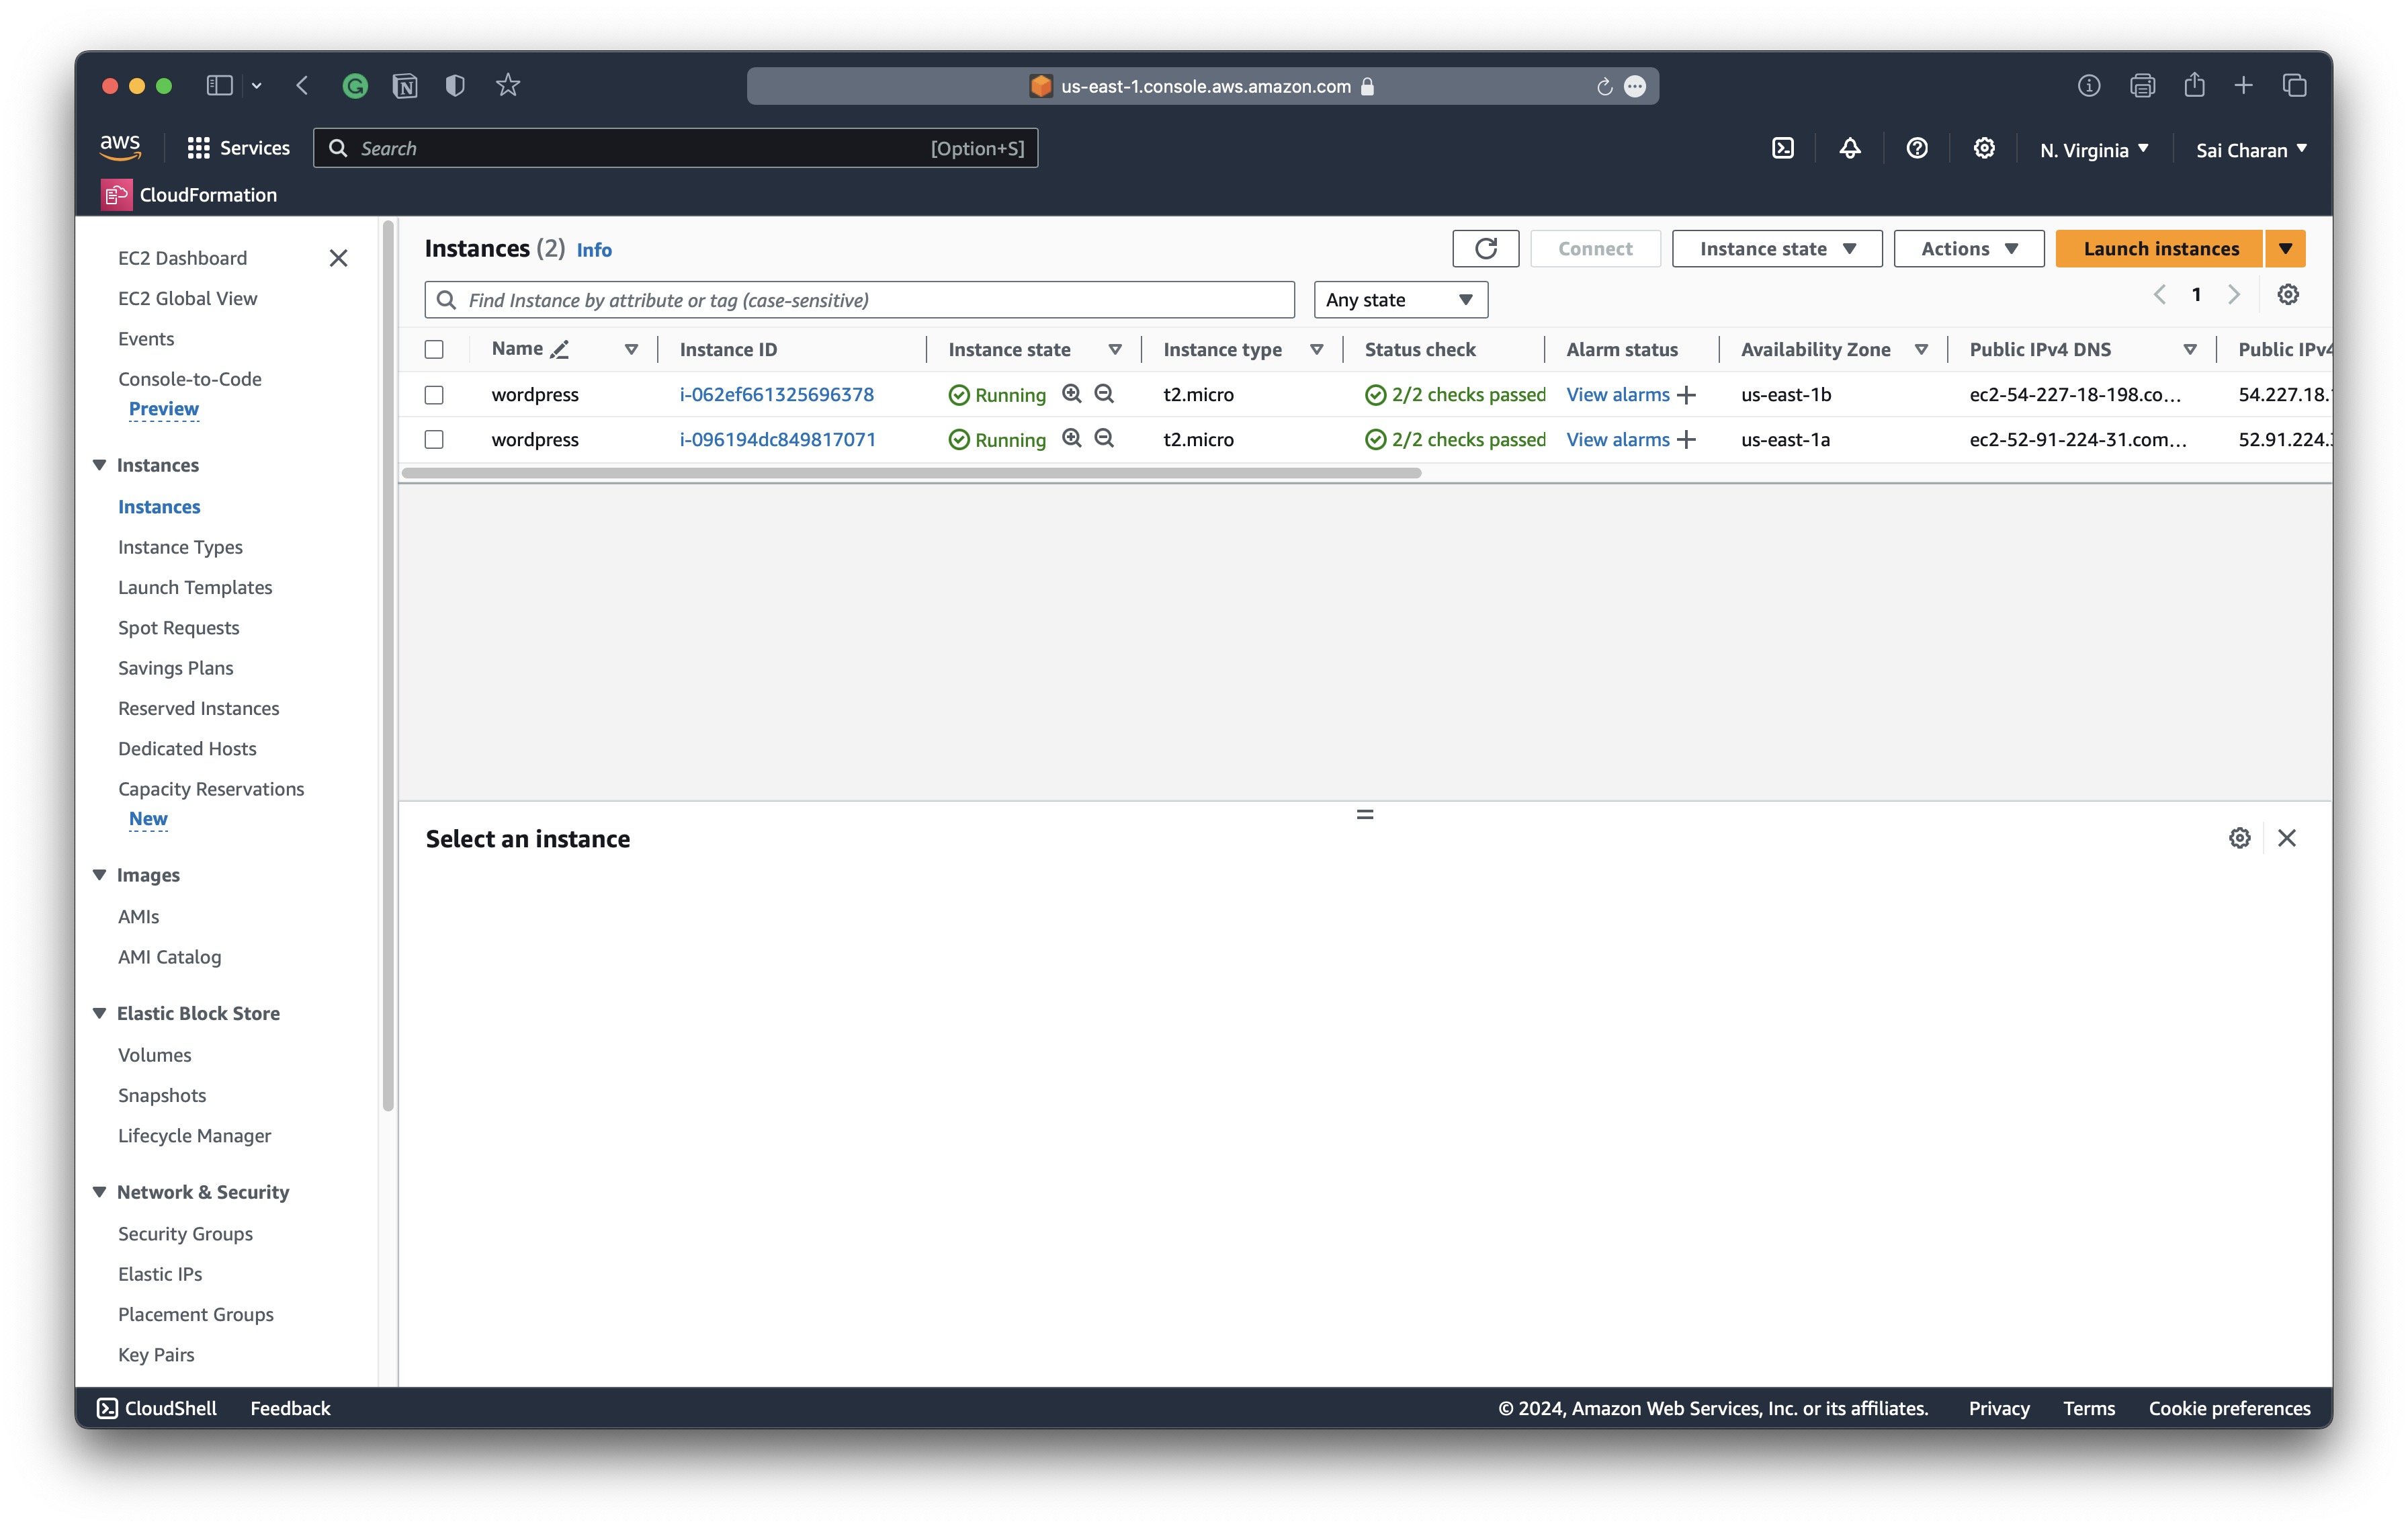 us-east-1.console.aws.amazon.com
aws Services Search [Option+S] N. Virginia Sai Charan
CloudFormation
EC2 Dashboard
EC2 Global View
Events
Console-to-Code
Preview
Instances
Instances
Instance Types
Launch Templates
Spot Requests
Savings Plans
Reserved Instances
Dedicated Hosts
Capacity Reservations
New
Images
AMIs
AMI Catalog
Elastic Block Store
Volumes
Snapshots
Lifecycle Manager
Network & Security
Security Groups
Elastic IPs
Placement Groups
Key Pairs
Instances (2) Info Connect Instance state Actions Launch instances
Find Instance by attribute or tag (case-sensitive) Any state 1
Name Instance ID Instance state Instance type Status check Alarm status Availability Zone Public IPv4 DNS Public IPv4
wordpress i-062ef661325696378 Running t2.micro 2/2 checks passed View alarms us-east-1b ec2-54-227-18-198.co... 54.227.18.
wordpress i-096194dc849817071 Running t2.micro 2/2 checks passed View alarms us-east-1a ec2-52-91-224-31.com... 52.91.224.
Select an instance
CloudShell Feedback © 2024, Amazon Web Services, Inc. or its affiliates. Privacy Terms Cookie preferences